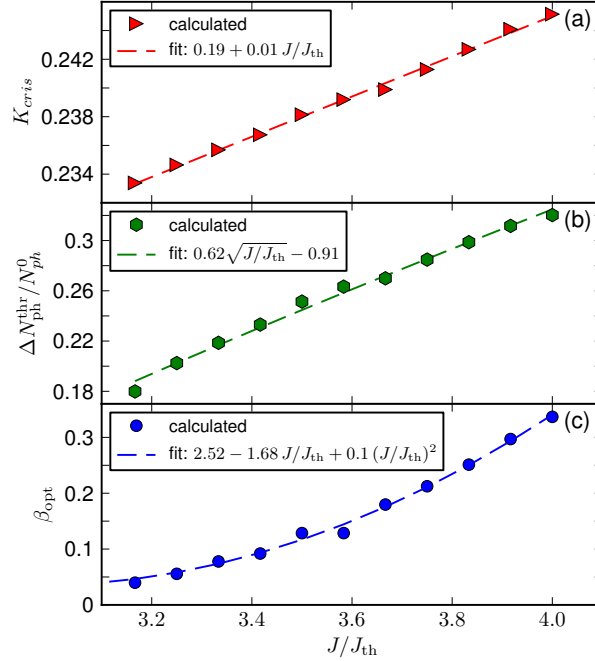 (a)
calculated
fit: 0.19 + 0.01 J/J_th
0.242
0.238
0.234
K_cris
(b)
calculated
fit: 0.62√(J/J_th) − 0.91
0.3
0.26
0.22
0.18
ΔN_ph^thr/N_ph^0
(c)
calculated
fit: 2.52 − 1.68 J/J_th + 0.1 (J/J_th)^2
0.3
0.2
0.1
0
β_opt
3.2 3.4 3.6 3.8 4.0
J/J_th